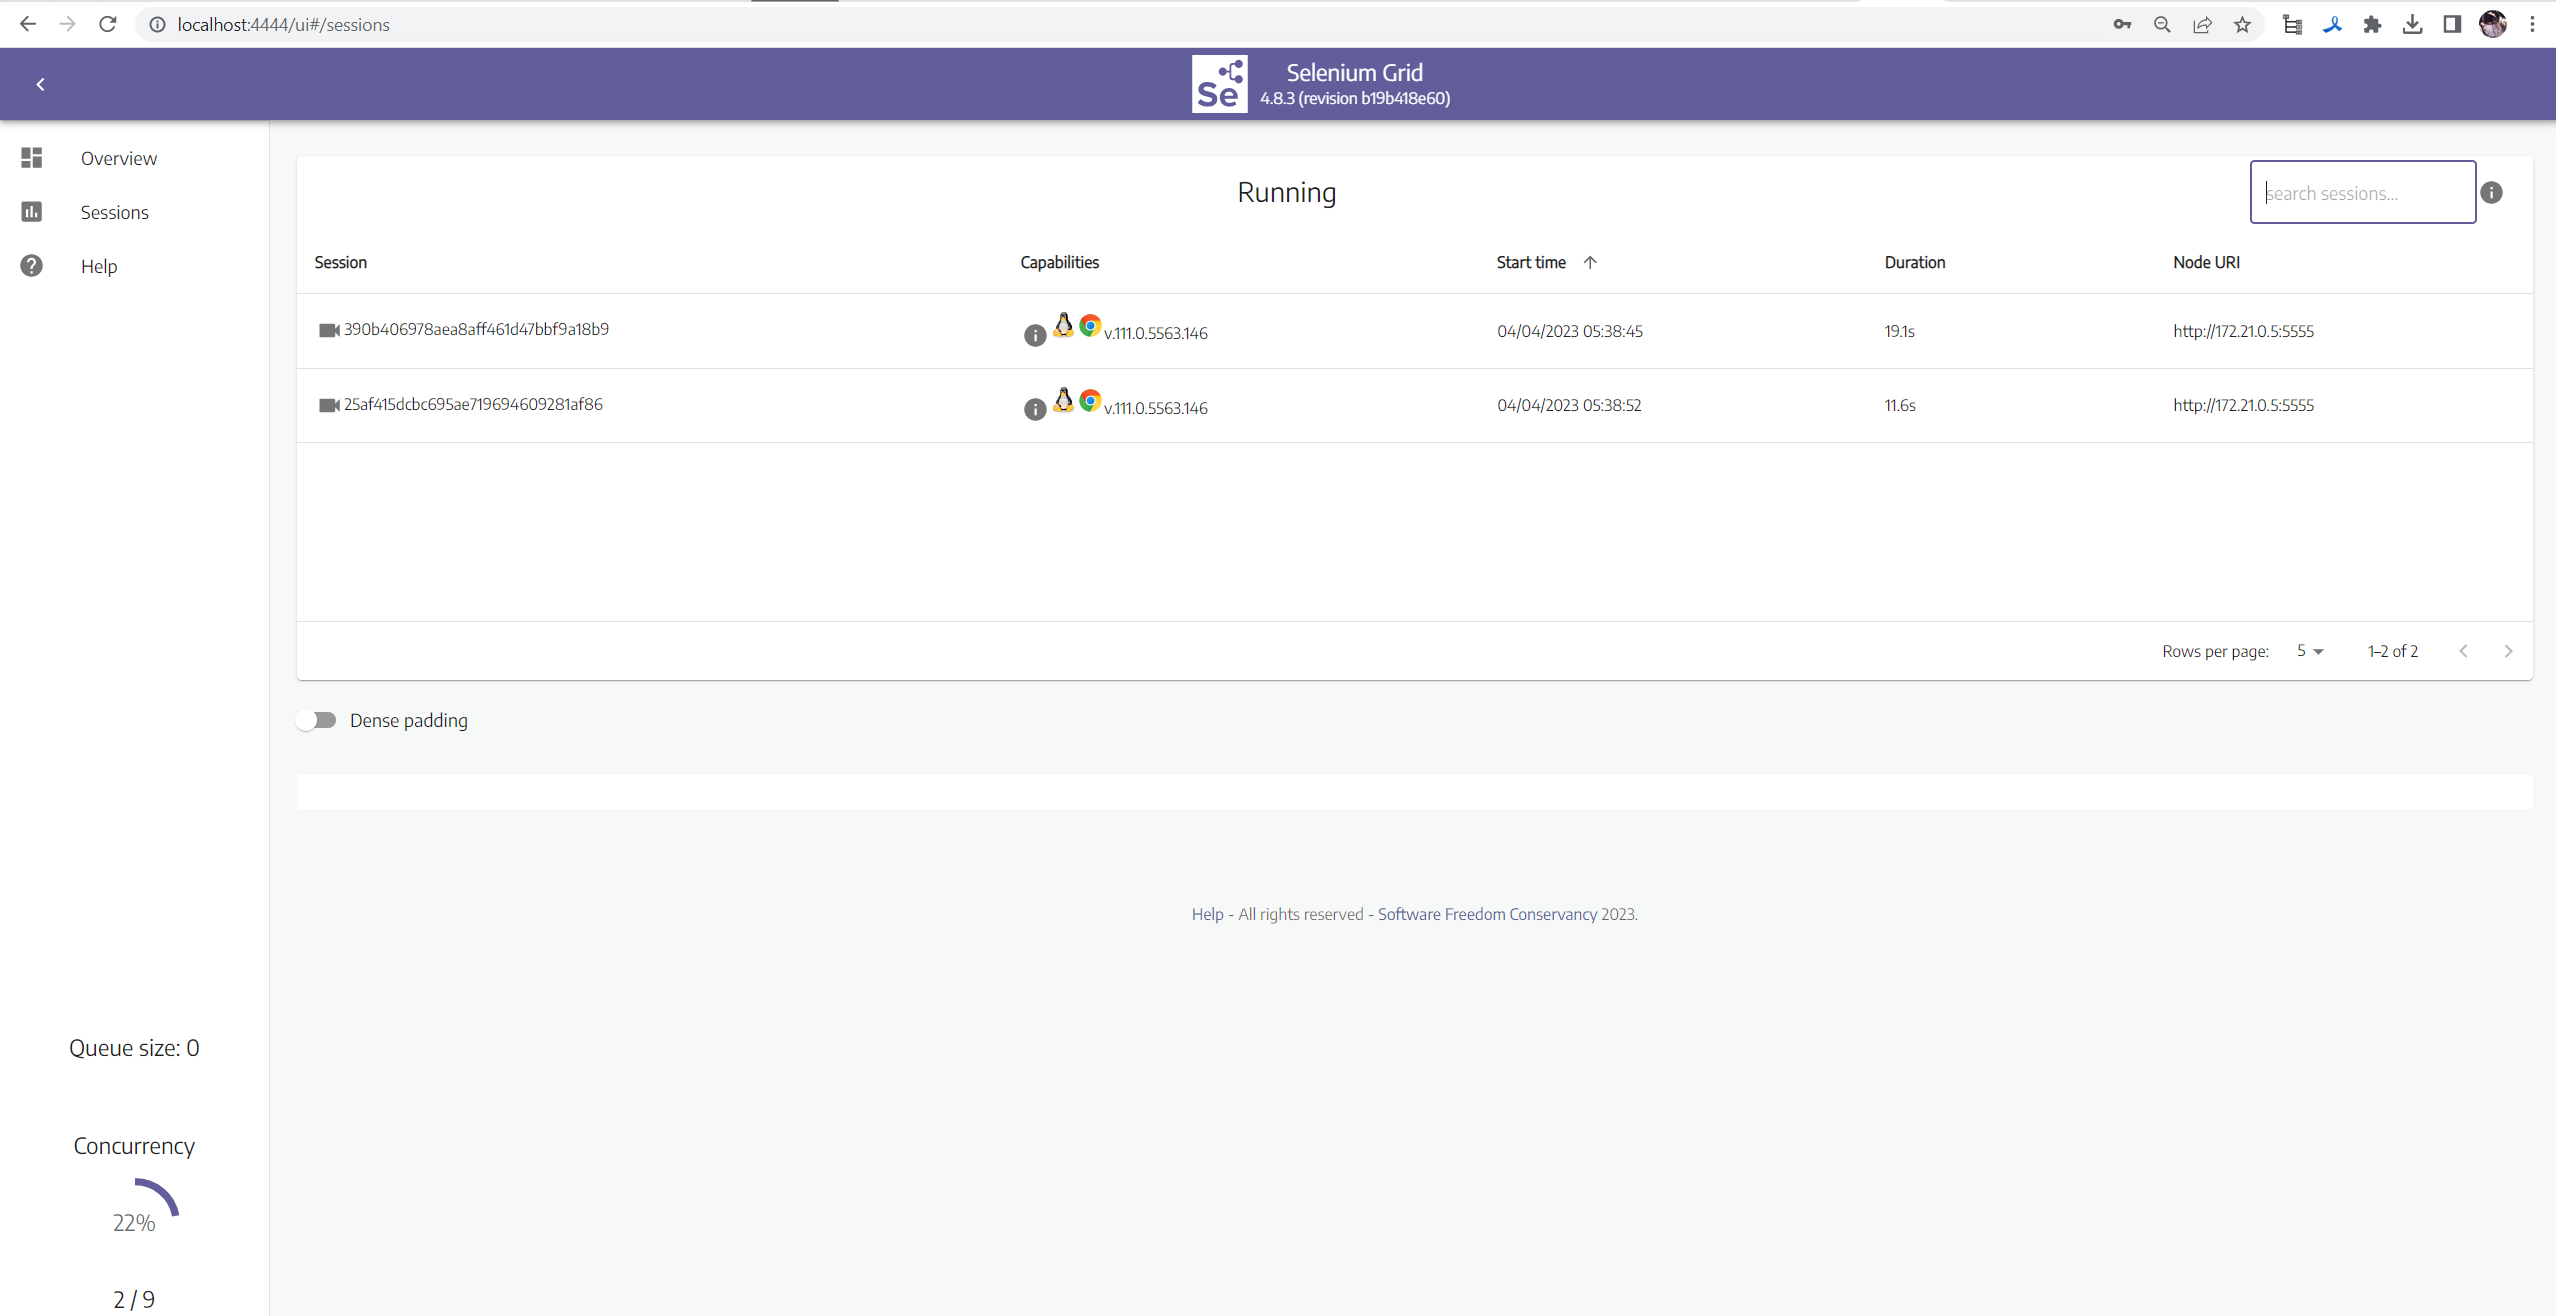 localhost:4444/ui#/sessions
Se
Selenium Grid
4.8.3 (revision b19b418e60)
Overview
Sessions
Help
Running
search sessions...
Session Capabilities Start time Duration Node URI
390b406978aea8aff461d47bbf9a18b9 v.111.0.5563.146 04/04/2023 05:38:45 19.1s http://172.21.0.5:5555
25af415dcbc695ae719694609281af86 v.111.0.5563.146 04/04/2023 05:38:52 11.6s http://172.21.0.5:5555
Rows per page: 5 1-2 of 2
Dense padding
Help - All rights reserved - Software Freedom Conservancy 2023.
Queue size: 0
Concurrency
22%
2 / 9